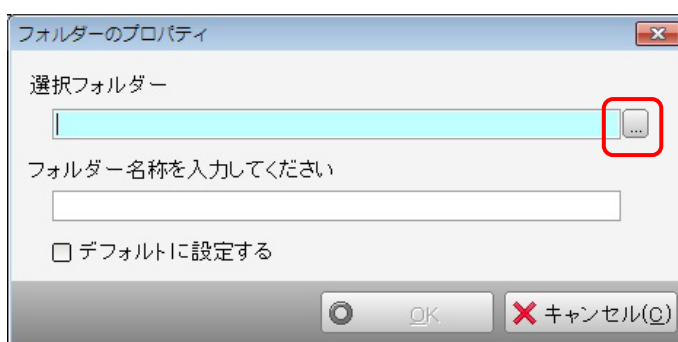 フォルダーのプロパティ
選択フォルダー
...
フォルダー名称を入力してください
デフォルトに設定する
OK
キャンセル(C)